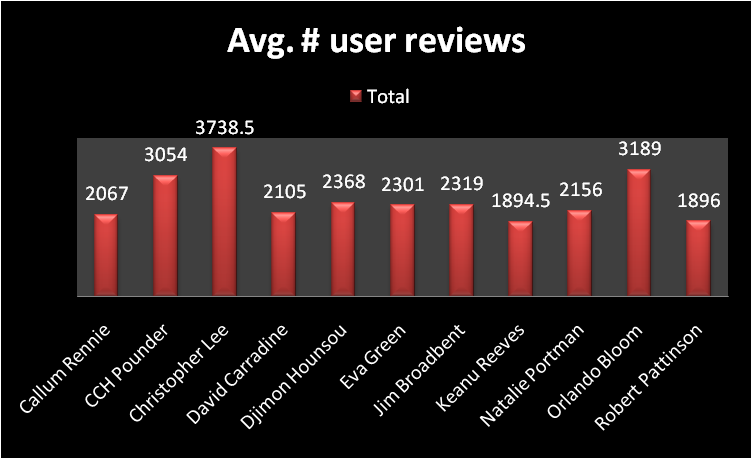 Avg. # user reviews
Total
2067
3054
3738.5
2105
2368
2301
2319
1894.5
2156
3189
1896
Callum Rennie
CCH Pounder
Christopher Lee
David Carradine
Djimon Hounsou
Eva Green
Jim Broadbent
Keanu Reeves
Natalie Portman
Orlando Bloom
Robert Pattinson